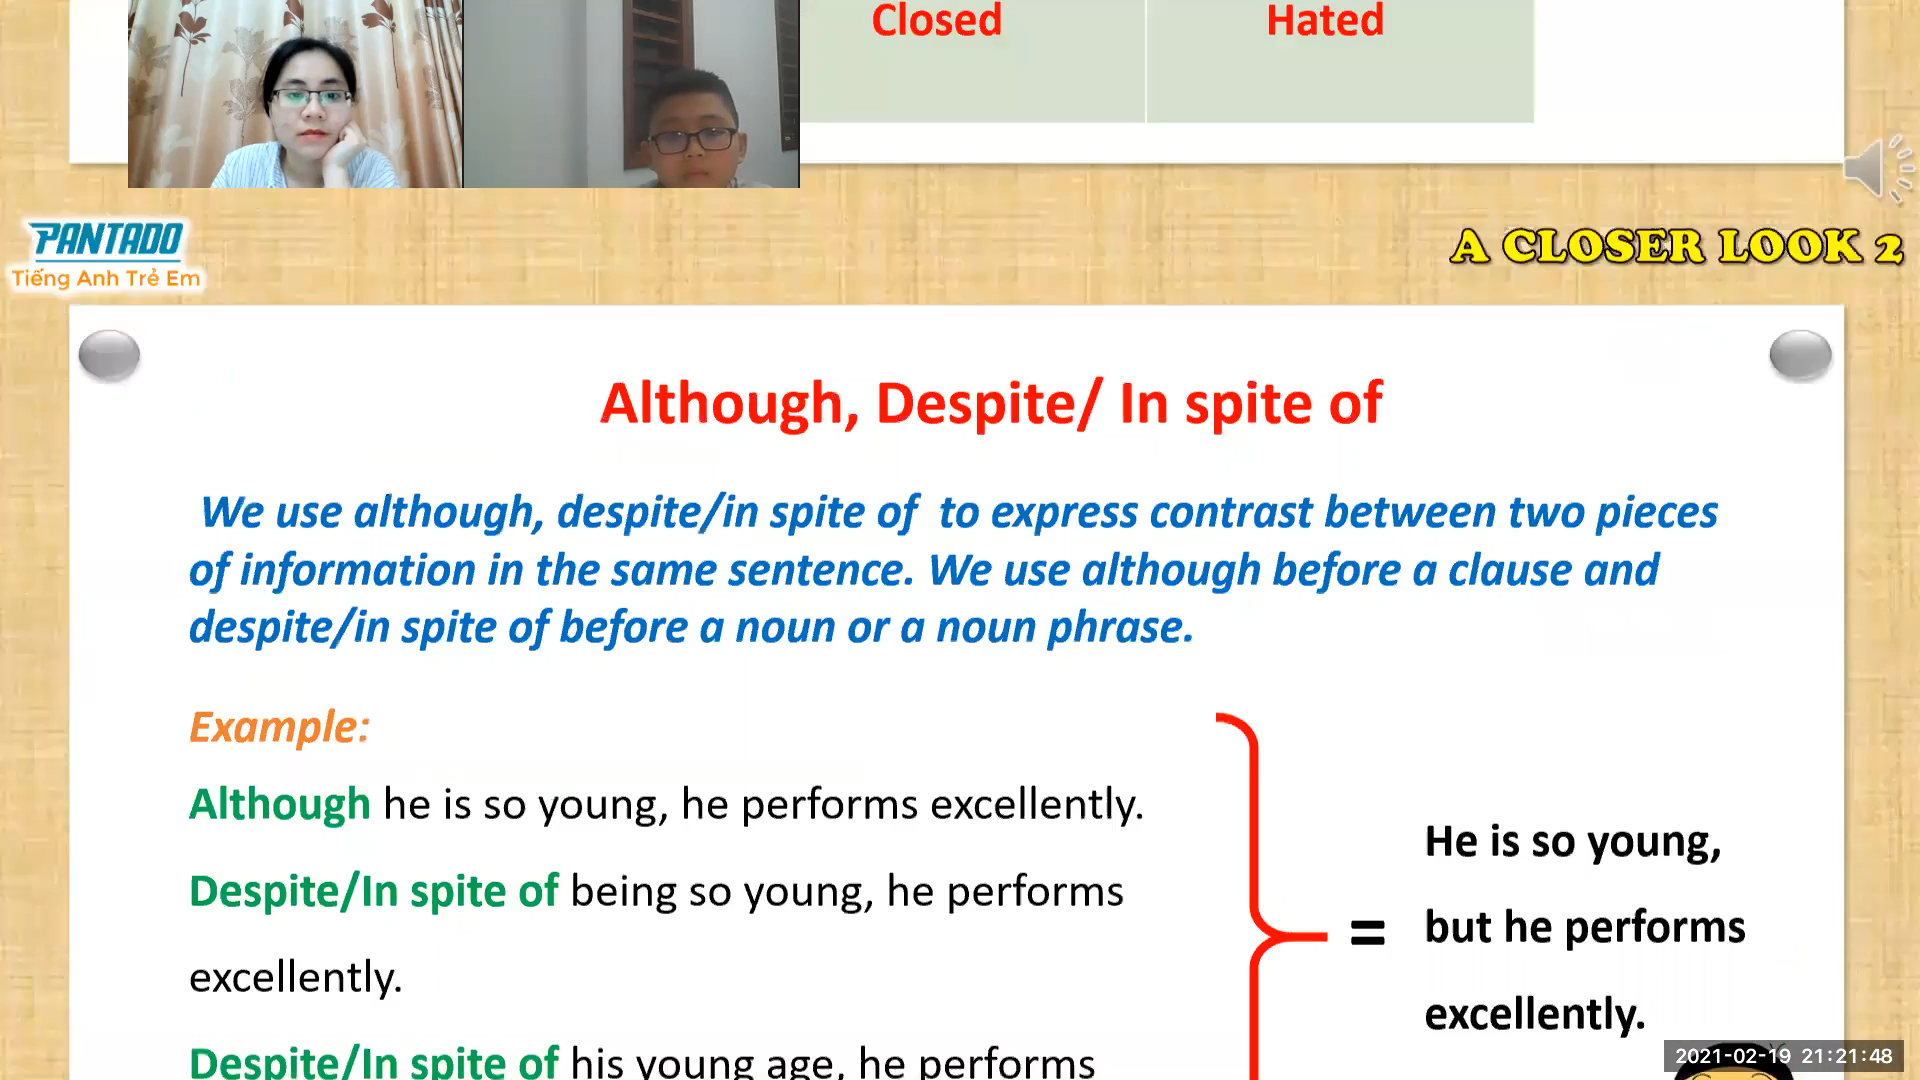 Closed Hated
PANTADO
Tiếng Anh Trẻ Em
A CLOSER LOOK 2
Although, Despite/ In spite of
We use although, despite/in spite of to express contrast between two pieces
of information in the same sentence. We use although before a clause and
despite/in spite of before a noun or a noun phrase.
Example:
Although he is so young, he performs excellently.
Despite/In spite of being so young, he performs
excellently.
Despite/In spite of his young age, he performs
=
He is so young,
but he performs
excellently.
2021-02-19 21:21:48